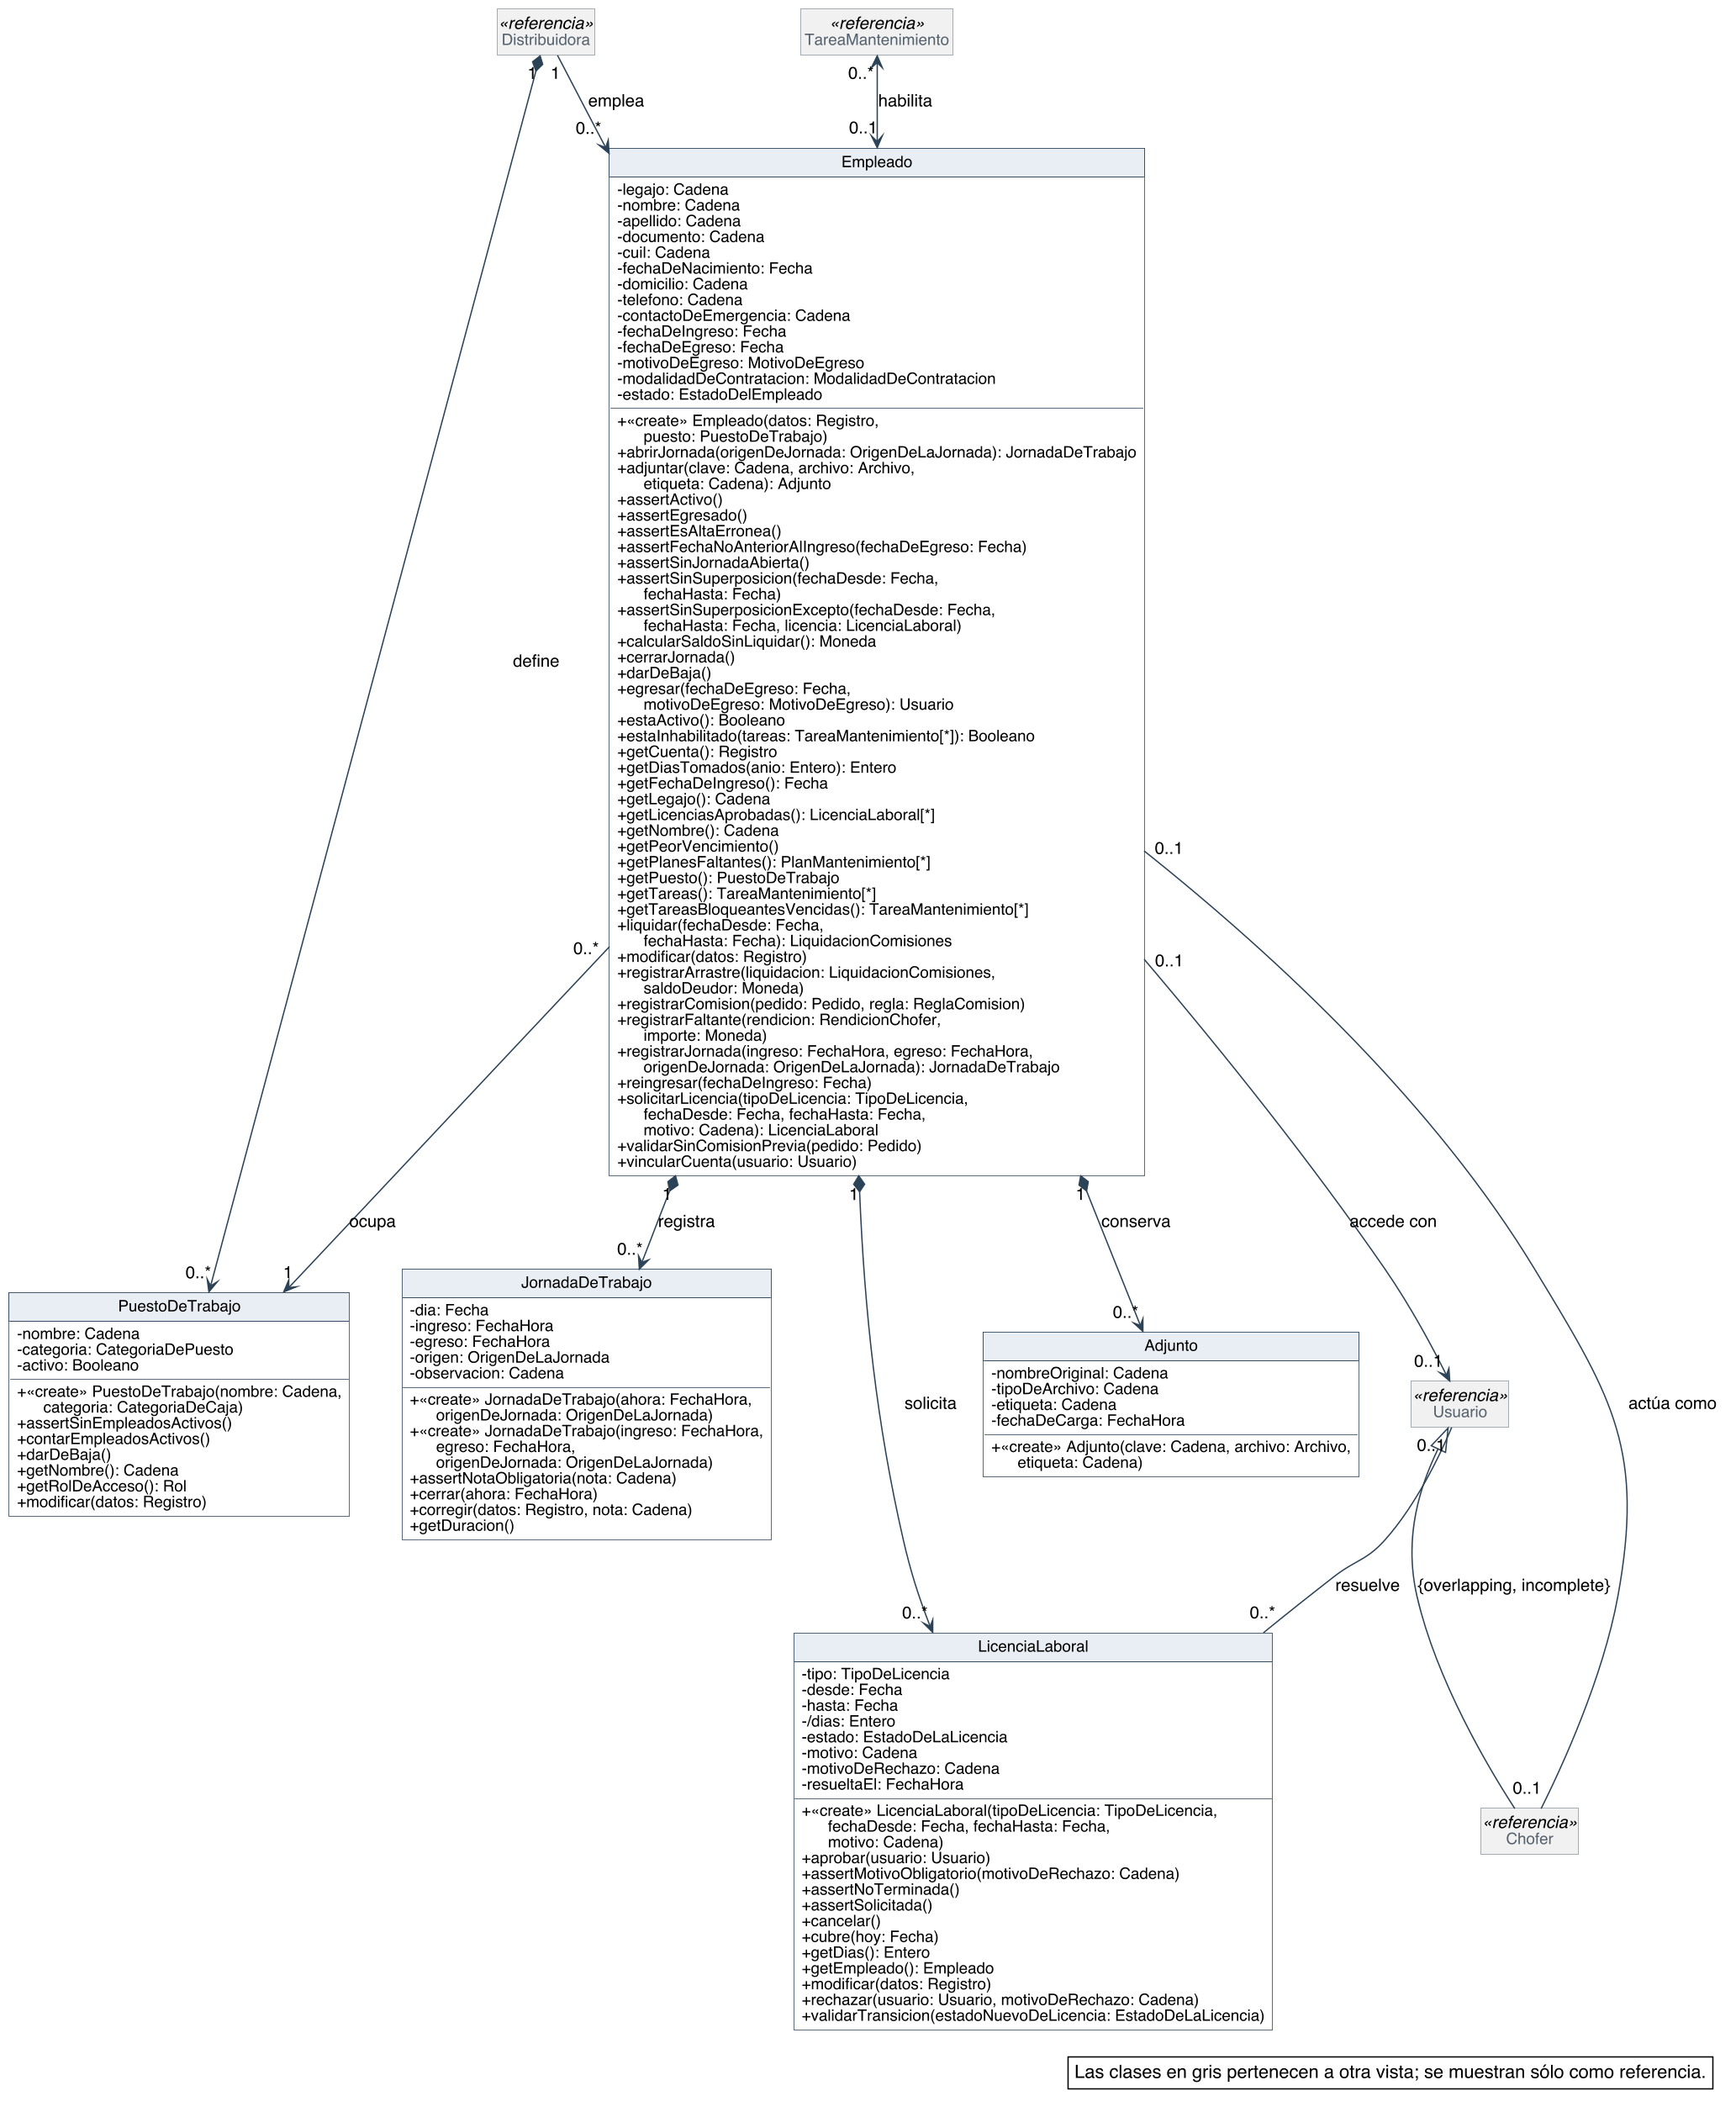 «referencia»
Distribuidora
«referencia»
TareaMantenimiento
1
1
emplea
0..*
0..*
habilita
0..1
Empleado
-legajo: Cadena
-nombre: Cadena
-apellido: Cadena
-documento: Cadena
-cuil: Cadena
-fechaDeNacimiento: Fecha
-domicilio: Cadena
-telefono: Cadena
-contactoDeEmergencia: Cadena
-fechaDeIngreso: Fecha
-fechaDeEgreso: Fecha
-motivoDeEgreso: MotivoDeEgreso
-modalidadDeContratacion: ModalidadDeContratacion
-estado: EstadoDelEmpleado
+«create» Empleado(datos: Registro,
puesto: PuestoDeTrabajo)
+abrirJornada(origenDeJornada: OrigenDeLaJornada): JornadaDeTrabajo
+adjuntar(clave: Cadena, archivo: Archivo,
etiqueta: Cadena): Adjunto
+assertActivo()
+assertEgresado()
+assertEsAltaErronea()
+assertFechaNoAnteriorAlIngreso(fechaDeEgreso: Fecha)
+assertSinJornadaAbierta()
+assertSinSuperposicion(fechaDesde: Fecha,
fechaHasta: Fecha)
+assertSinSuperposicionExcepto(fechaDesde: Fecha,
fechaHasta: Fecha, licencia: LicenciaLaboral)
+calcularSaldoSinLiquidar(): Moneda
+cerrarJornada()
+darDeBaja()
+egresar(fechaDeEgreso: Fecha,
motivoDeEgreso: MotivoDeEgreso): Usuario
+estaActivo(): Booleano
+estaInhabilitado(tareas: TareaMantenimiento[*]): Booleano
+getCuenta(): Registro
+getDiasTomados(anio: Entero): Entero
+getFechaDeIngreso(): Fecha
+getLegajo(): Cadena
+getLicenciasAprobadas(): LicenciaLaboral[*]
+getNombre(): Cadena
+getPeorVencimiento()
+getPlanesFaltantes(): PlanMantenimiento[*]
+getPuesto(): PuestoDeTrabajo
+getTareas(): TareaMantenimiento[*]
+getTareasBloqueantesVencidas(): TareaMantenimiento[*]
+liquidar(fechaDesde: Fecha,
fechaHasta: Fecha): LiquidacionComisiones
+modificar(datos: Registro)
+registrarArrastre(liquidacion: LiquidacionComisiones,
saldoDeudor: Moneda)
+registrarComision(pedido: Pedido, regla: ReglaComision)
+registrarFaltante(rendicion: RendicionChofer,
importe: Moneda)
+registrarJornada(ingreso: FechaHora, egreso: FechaHora,
origenDeJornada: OrigenDeLaJornada): JornadaDeTrabajo
+reingresar(fechaDeIngreso: Fecha)
+solicitarLicencia(tipoDeLicencia: TipoDeLicencia,
fechaDesde: Fecha, fechaHasta: Fecha,
motivo: Cadena): LicenciaLaboral
+validarSinComisionPrevia(pedido: Pedido)
+vincularCuenta(usuario: Usuario)
define
0..*
0..1
0..1
1
1
1
ocupa
registra
conserva
accede con
0..*
1
0..*
0..*
0..1
PuestoDeTrabajo
-nombre: Cadena
-categoria: CategoriaDePuesto
-activo: Booleano
+«create» PuestoDeTrabajo(nombre: Cadena,
categoria: CategoriaDeCaja)
+assertSinEmpleadosActivos()
+contarEmpleadosActivos()
+darDeBaja()
+getNombre(): Cadena
+getRolDeAcceso(): Rol
+modificar(datos: Registro)
JornadaDeTrabajo
-dia: Fecha
-ingreso: FechaHora
-egreso: FechaHora
-origen: OrigenDeLaJornada
-observacion: Cadena
+«create» JornadaDeTrabajo(ahora: FechaHora,
origenDeJornada: OrigenDeLaJornada)
+«create» JornadaDeTrabajo(ingreso: FechaHora,
egreso: FechaHora,
origenDeJornada: OrigenDeLaJornada)
+assertNotaObligatoria(nota: Cadena)
+cerrar(ahora: FechaHora)
+corregir(datos: Registro, nota: Cadena)
+getDuracion()
solicita
Adjunto
-nombreOriginal: Cadena
-tipoDeArchivo: Cadena
-etiqueta: Cadena
-fechaDeCarga: FechaHora
+«create» Adjunto(clave: Cadena, archivo: Archivo,
etiqueta: Cadena)
«referencia»
Usuario
0..1
actúa como
resuelve
{overlapping, incomplete}
0..*
0..*
LicenciaLaboral
-tipo: TipoDeLicencia
-desde: Fecha
-hasta: Fecha
-/dias: Entero
-estado: EstadoDeLaLicencia
-motivo: Cadena
-motivoDeRechazo: Cadena
-resueltaEl: FechaHora
+«create» LicenciaLaboral(tipoDeLicencia: TipoDeLicencia,
fechaDesde: Fecha, fechaHasta: Fecha,
motivo: Cadena)
+aprobar(usuario: Usuario)
+assertMotivoObligatorio(motivoDeRechazo: Cadena)
+assertNoTerminada()
+assertSolicitada()
+cancelar()
+cubre(hoy: Fecha)
+getDias(): Entero
+getEmpleado(): Empleado
+modificar(datos: Registro)
+rechazar(usuario: Usuario, motivoDeRechazo: Cadena)
+validarTransicion(estadoNuevoDeLicencia: EstadoDeLaLicencia)
0..1
«referencia»
Chofer
Las clases en gris pertenecen a otra vista; se muestran sólo como referencia.